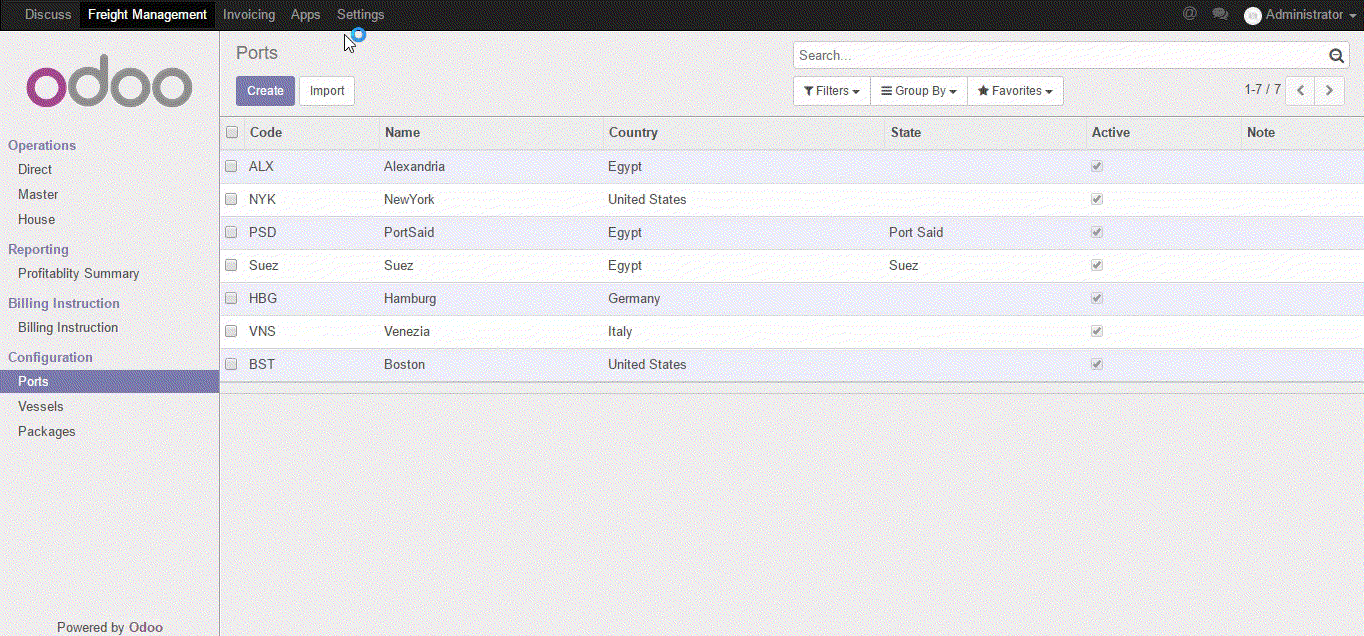 Discuss Freight Management Invoicing Apps Settings @ Administrator
odoo
Ports
Search...
Create Import
Filters Group By Favorites 1-7 / 7
Operations
Direct
Master
House
Reporting
Profitablity Summary
Billing Instruction
Billing Instruction
Configuration
Ports
Vessels
Packages
Powered by Odoo
Code Name Country State Active Note
ALX Alexandria Egypt
NYK NewYork United States
PSD PortSaid Egypt Port Said
Suez Suez Egypt Suez
HBG Hamburg Germany
VNS Venezia Italy
BST Boston United States